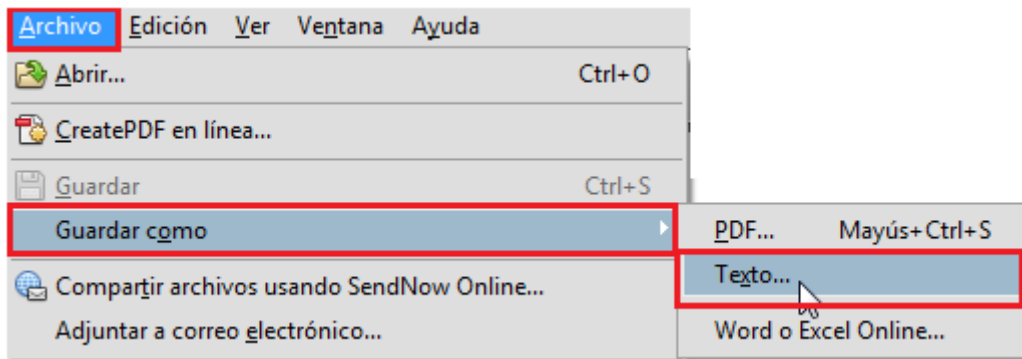 Archivo Edición Ver Ventana Ayuda
Abrir... Ctrl+O
CreatePDF en línea...
Guardar Ctrl+S
Guardar como
PDF... Mayús+Ctrl+S
Texto...
Compartir archivos usando SendNow Online...
Adjuntar a correo electrónico...
Word o Excel Online...